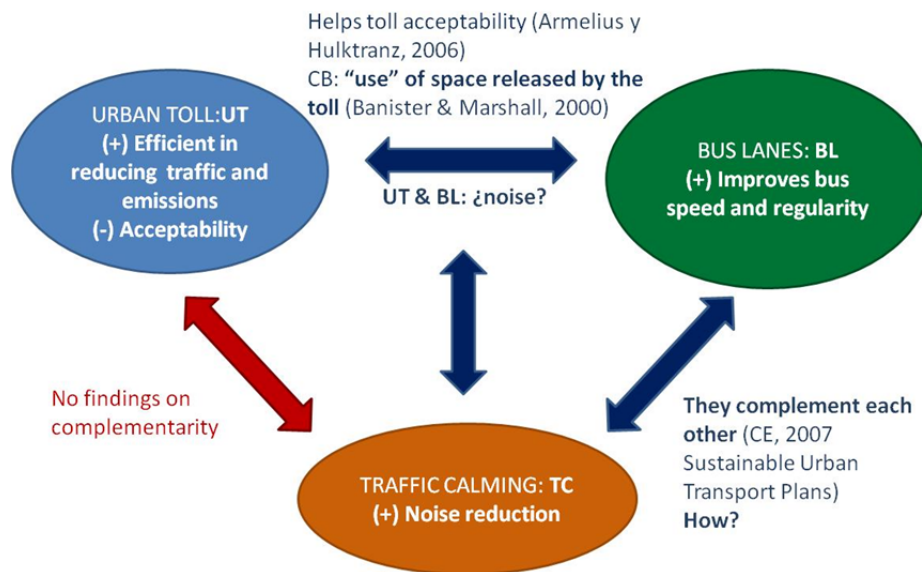 Helps toll acceptability (Armelius y
Hulktranz, 2006)
CB: “use” of space released by the
toll (Banister & Marshall, 2000)
URBAN TOLL:UT
(+) Efficient in
reducing traffic and
emissions
(-) Acceptability
UT & BL: ¿noise?
BUS LANES: BL
(+) Improves bus
speed and regularity
No findings on
complementarity
TRAFFIC CALMING: TC
(+) Noise reduction
They complement each
other (CE, 2007
Sustainable Urban
Transport Plans)
How?